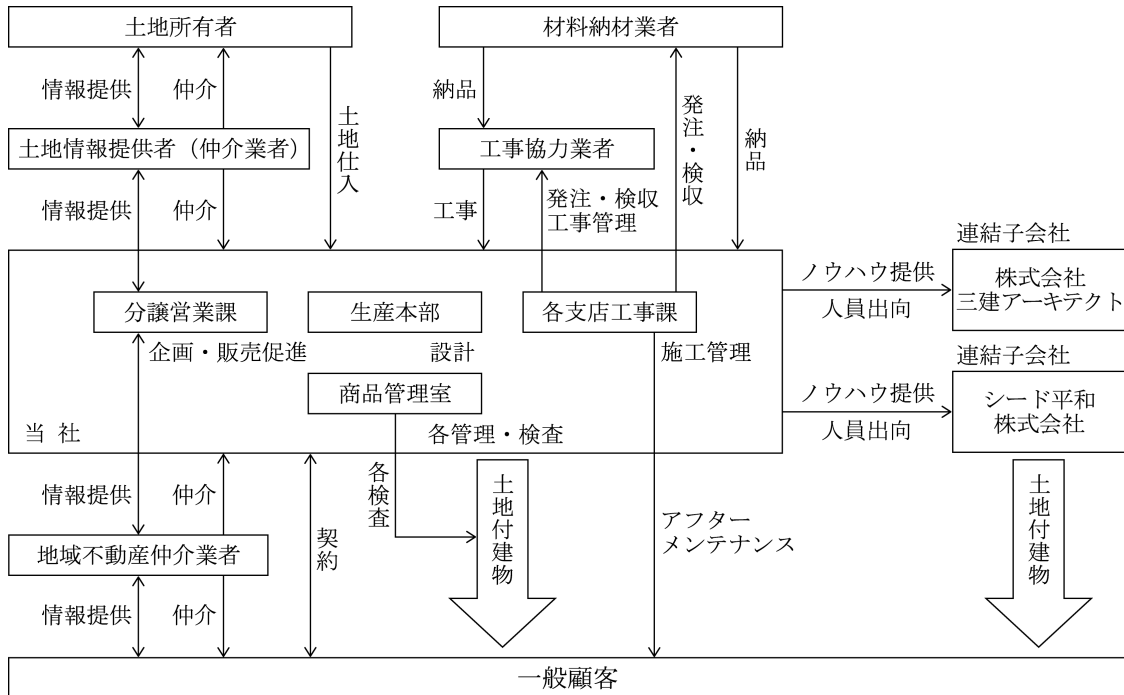 土地所有者
材料納材業者
情報提供
仲介
土地仕入
納品
発注・検収
納品
土地情報提供者（仲介業者）
工事協力業者
情報提供
仲介
工事
発注・検収
工事管理
連結子会社
株式会社
三建アーキテクト
ノウハウ提供
人員出向
分譲営業課
生産本部
各支店工事課
企画・販売促進
設計
施工管理
連結子会社
シード平和
株式会社
ノウハウ提供
人員出向
商品管理室
当 社
各管理・検査
情報提供
仲介
契約
各検査
土地付建物
アフター
メンテナンス
土地付建物
地域不動産仲介業者
情報提供
仲介
一般顧客